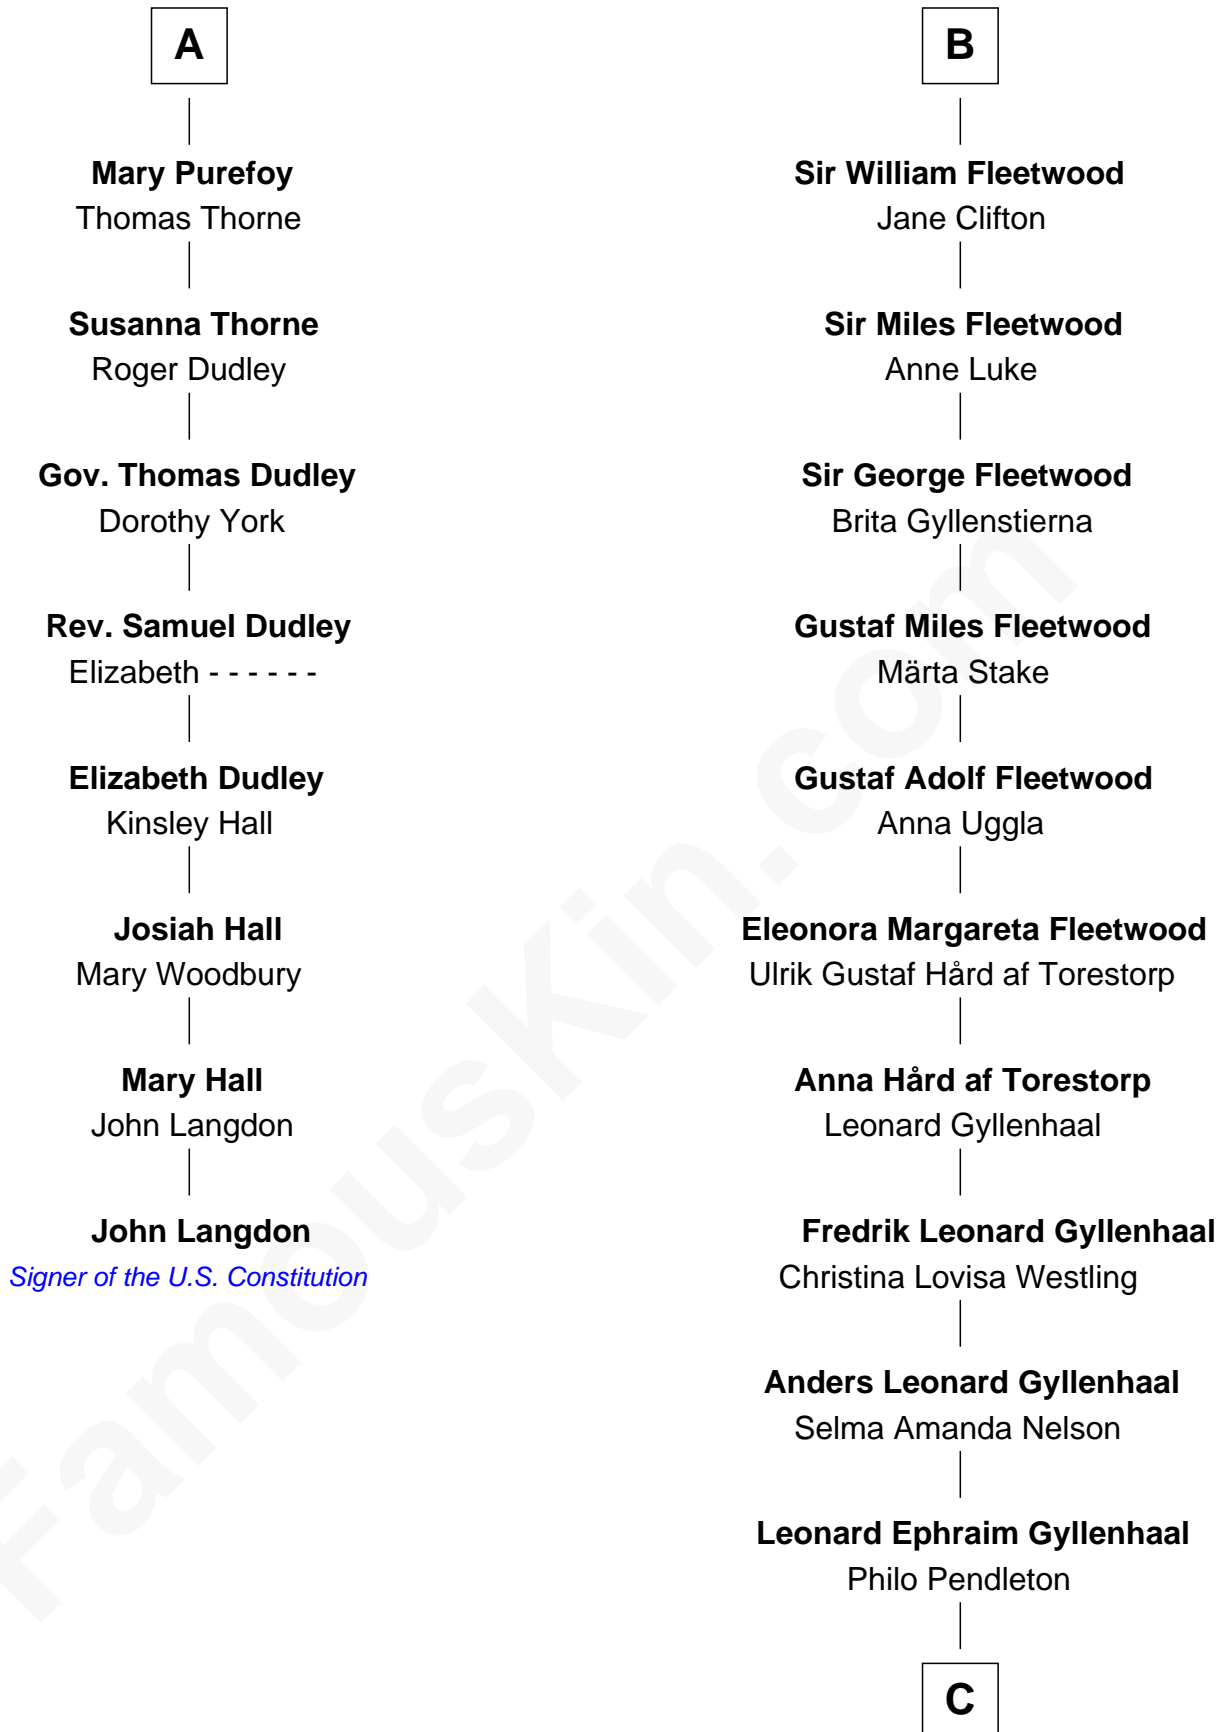 A
Mary Purefoy
Thomas Thorne
Susanna Thorne
Roger Dudley
Gov. Thomas Dudley
Dorothy York
Rev. Samuel Dudley
Elizabeth - - - - - -
Elizabeth Dudley
Kinsley Hall
Josiah Hall
Mary Woodbury
Mary Hall
John Langdon
John Langdon
Signer of the U.S. Constitution
B
Sir William Fleetwood
Jane Clifton
Sir Miles Fleetwood
Anne Luke
Sir George Fleetwood
Brita Gyllenstierna
Gustaf Miles Fleetwood
Märta Stake
Gustaf Adolf Fleetwood
Anna Uggla
Eleonora Margareta Fleetwood
Ulrik Gustaf Hård af Torestorp
Anna Hård af Torestorp
Leonard Gyllenhaal
Fredrik Leonard Gyllenhaal
Christina Lovisa Westling
Anders Leonard Gyllenhaal
Selma Amanda Nelson
Leonard Ephraim Gyllenhaal
Philo Pendleton
C
FamousKin.com